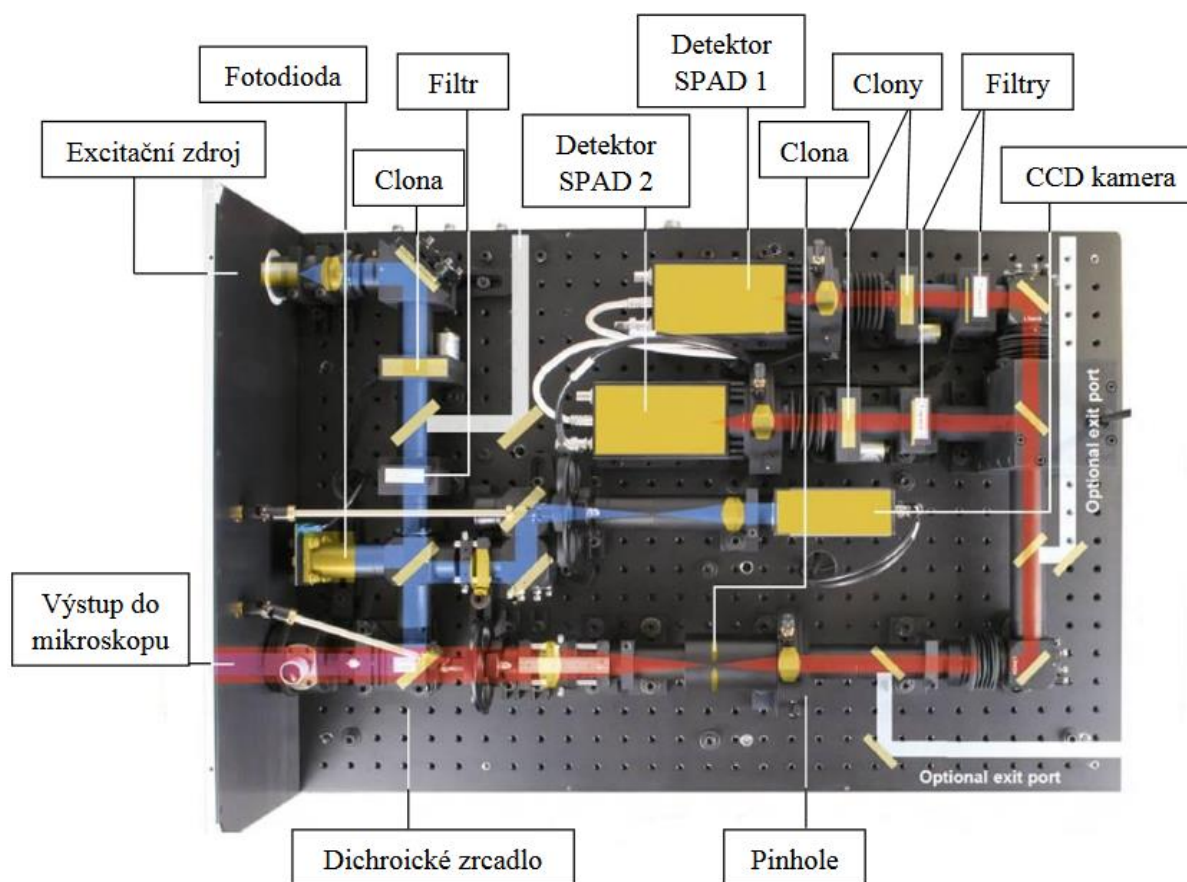 Detektor
SPAD 1
Fotodioda
Filtr
Clony
Filtry
Excitační zdroj
Clona
Detektor
SPAD 2
Clona
CCD kamera
Optional exit port
Výstup do
mikroskopu
Optional exit port
Dichroické zrcadlo
Pinhole